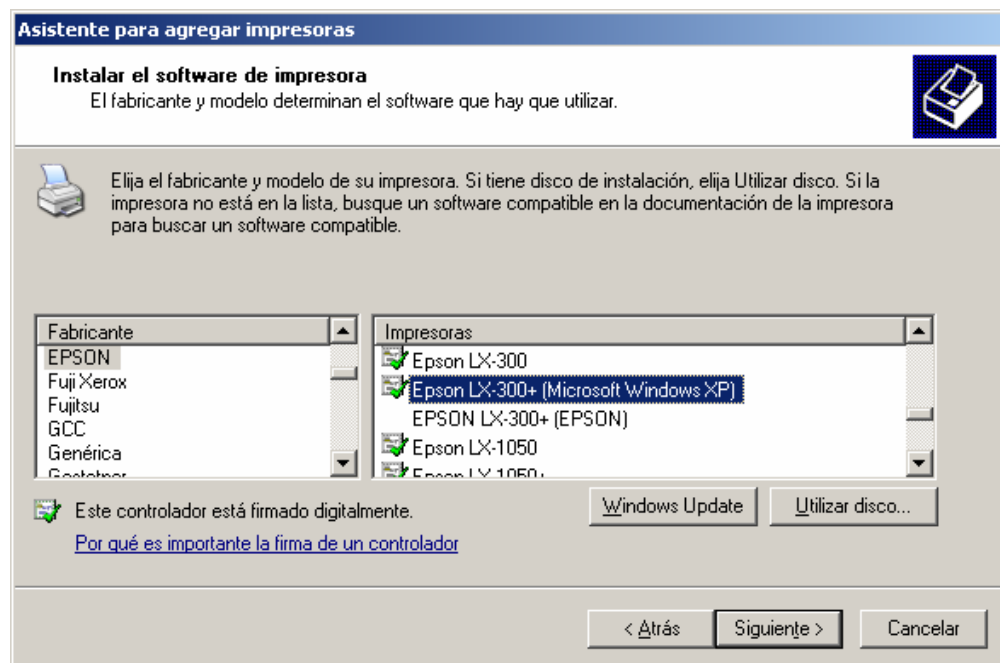 Asistente para agregar impresoras
Instalar el software de impresora
El fabricante y modelo determinan el software que hay que utilizar.
Elija el fabricante y modelo de su impresora. Si tiene disco de instalación, elija Utilizar disco. Si la
impresora no está en la lista, busque un software compatible en la documentación de la impresora
para buscar un software compatible.
Fabricante
EPSON
Fuji Xerox
Fujitsu
GCC
Genérica
Impresoras
Epson LX-300
Epson LX-300+ (Microsoft Windows XP)
EPSON LX-300+ (EPSON)
Epson LX-1050
Epson LX-1050+
Este controlador está firmado digitalmente.
Por qué es importante la firma de un controlador
Windows Update
Utilizar disco...
< Atrás
Siguiente >
Cancelar